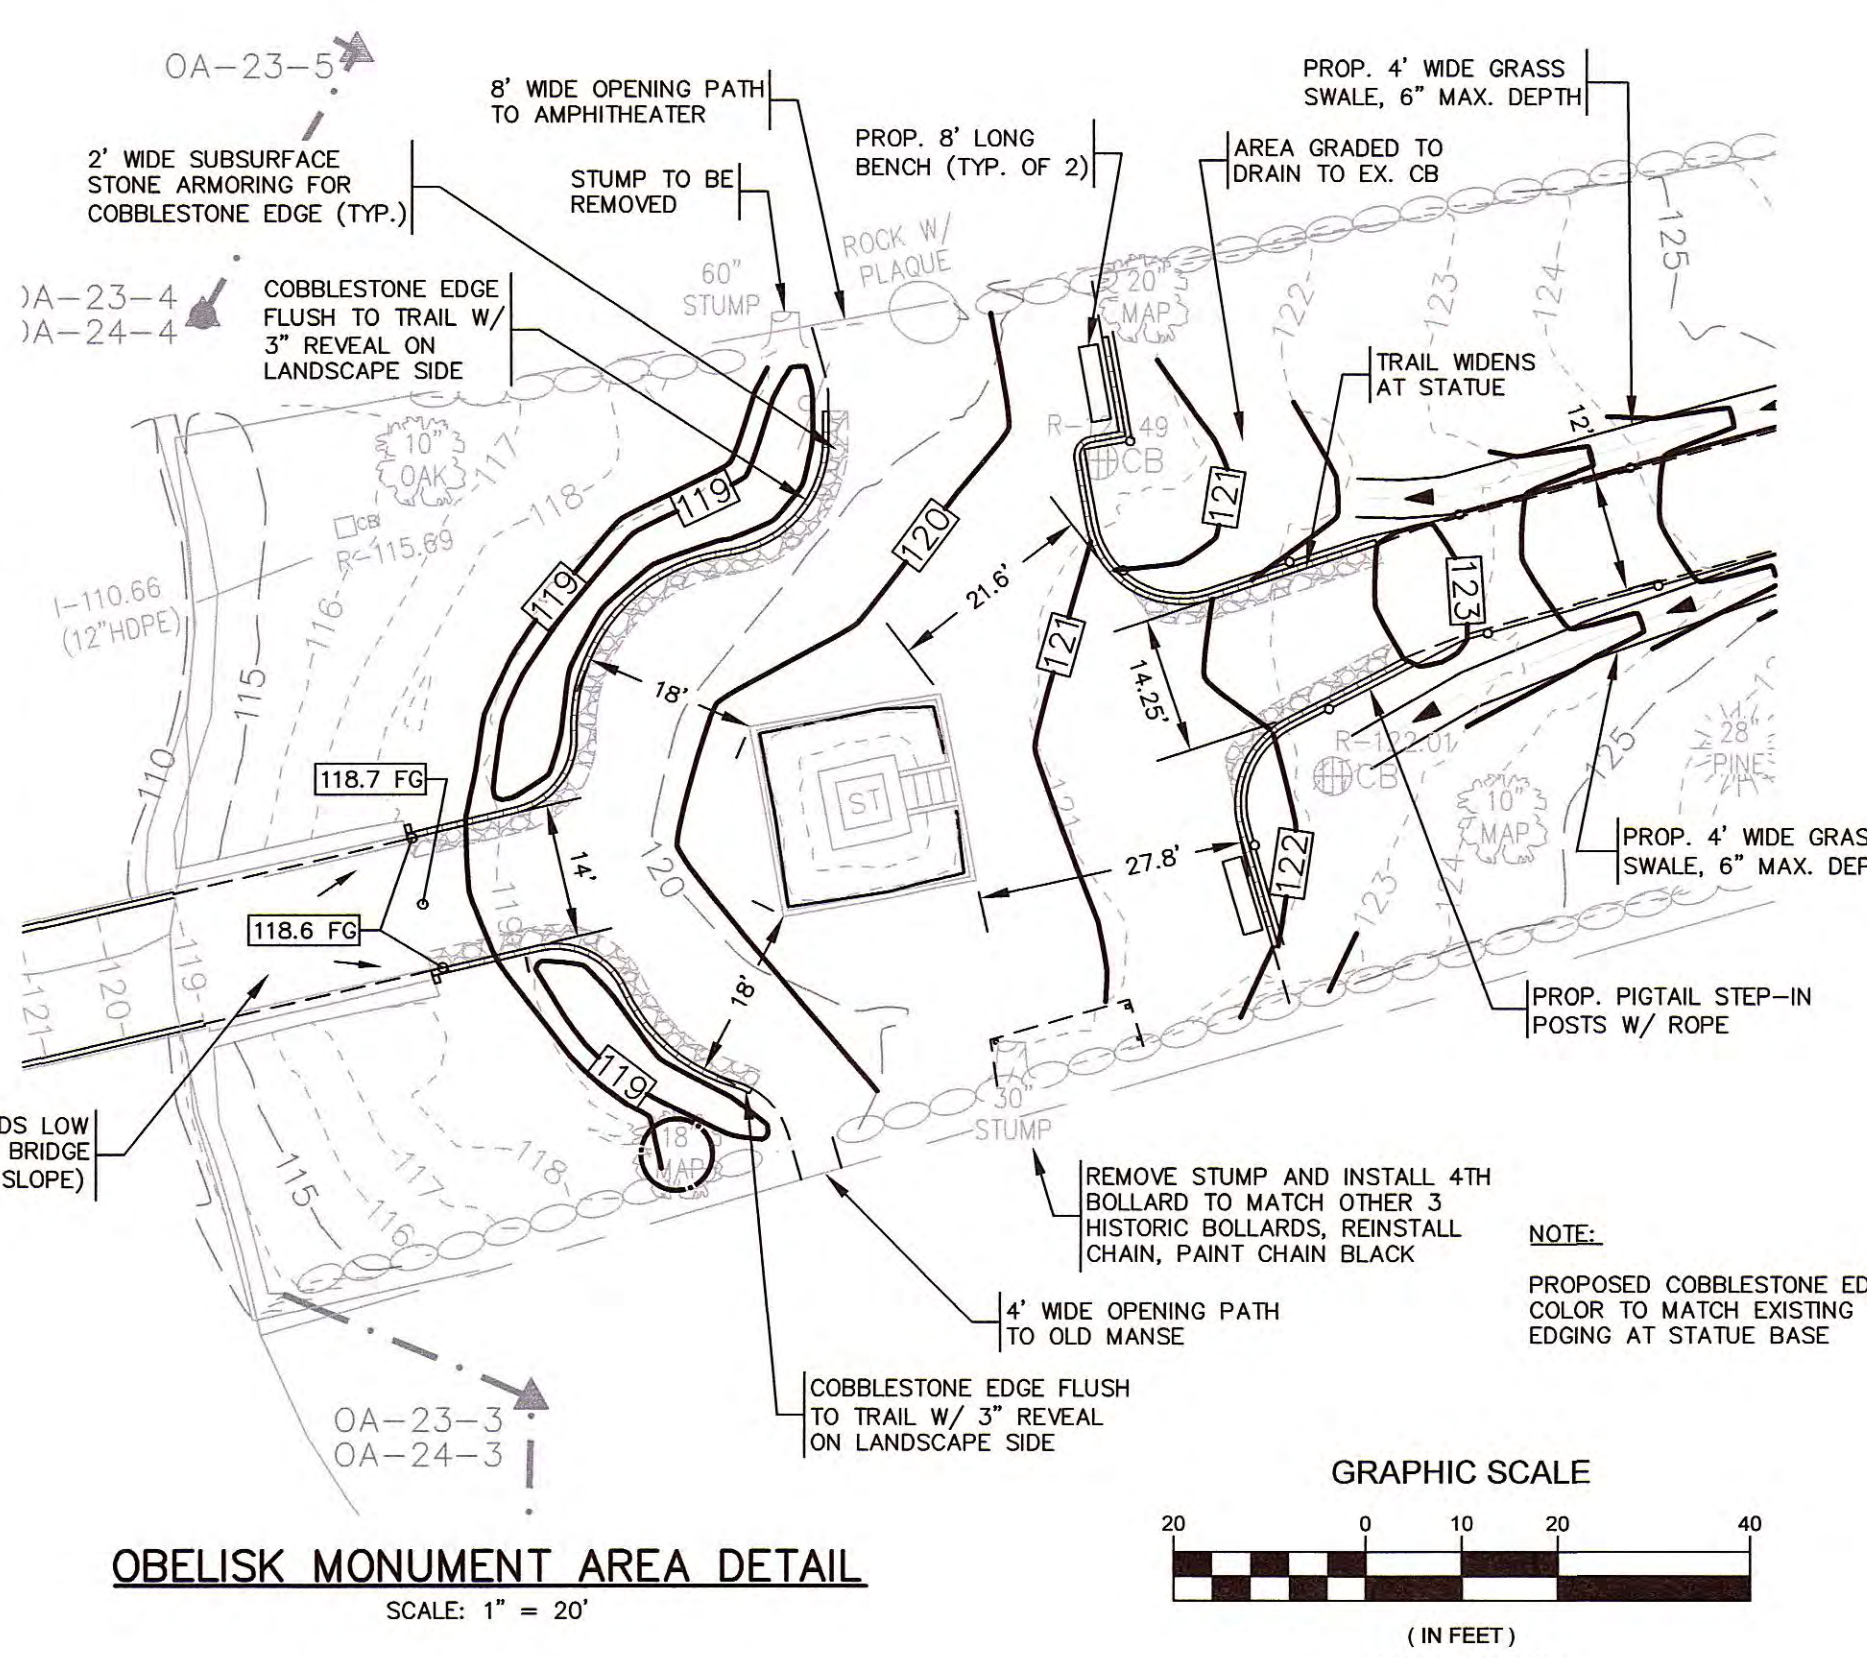 OA-23-5
8' WIDE OPENING PATH
TO AMPHITHEATER
PROP. 4' WIDE GRASS
SWALE, 6" MAX. DEPTH
PROP. 8' LONG
BENCH (TYP. OF 2)
AREA GRADED TO
DRAIN TO EX. CB
2' WIDE SUBSURFACE
STONE ARMORING FOR
COBBLESTONE EDGE (TYP.)
STUMP TO BE
REMOVED
ROCK W/
PLAQUE
60"
STUMP
20"
MAP
122
123
124
125
A-23-4
A-24-4
COBBLESTONE EDGE
FLUSH TO TRAIL W/
3" REVEAL ON
LANDSCAPE SIDE
TRAIL WIDENS
AT STATUE
10"
OAK
117
118
119
119
CB
R-115.69
120
49
CB
121
12'
I-110.66
(12"HDPE)
116
115
110
21.6'
121
123
18'
14.25'
R-122.01
CB
125
28"
PINE
10"
MAP
118.7 FG
ST
121
14'
120
119
27.8'
122
123
124
PROP. 4' WIDE GRAS
SWALE, 6" MAX. DEP
118.6 FG
121
120
119
18'
PROP. PIGTAIL STEP-IN
POSTS W/ ROPE
119
30"
STUMP
DS LOW
BRIDGE
SLOPE)
18"
MAP
115
116
117
118
REMOVE STUMP AND INSTALL 4TH
BOLLARD TO MATCH OTHER 3
HISTORIC BOLLARDS, REINSTALL
CHAIN, PAINT CHAIN BLACK
NOTE:
PROPOSED COBBLESTONE ED
COLOR TO MATCH EXISTING
EDGING AT STATUE BASE
4' WIDE OPENING PATH
TO OLD MANSE
COBBLESTONE EDGE FLUSH
TO TRAIL W/ 3" REVEAL
ON LANDSCAPE SIDE
OA-23-3
OA-24-3
GRAPHIC SCALE
20 0 10 20 40
( IN FEET )
OBELISK MONUMENT AREA DETAIL
SCALE: 1" = 20'